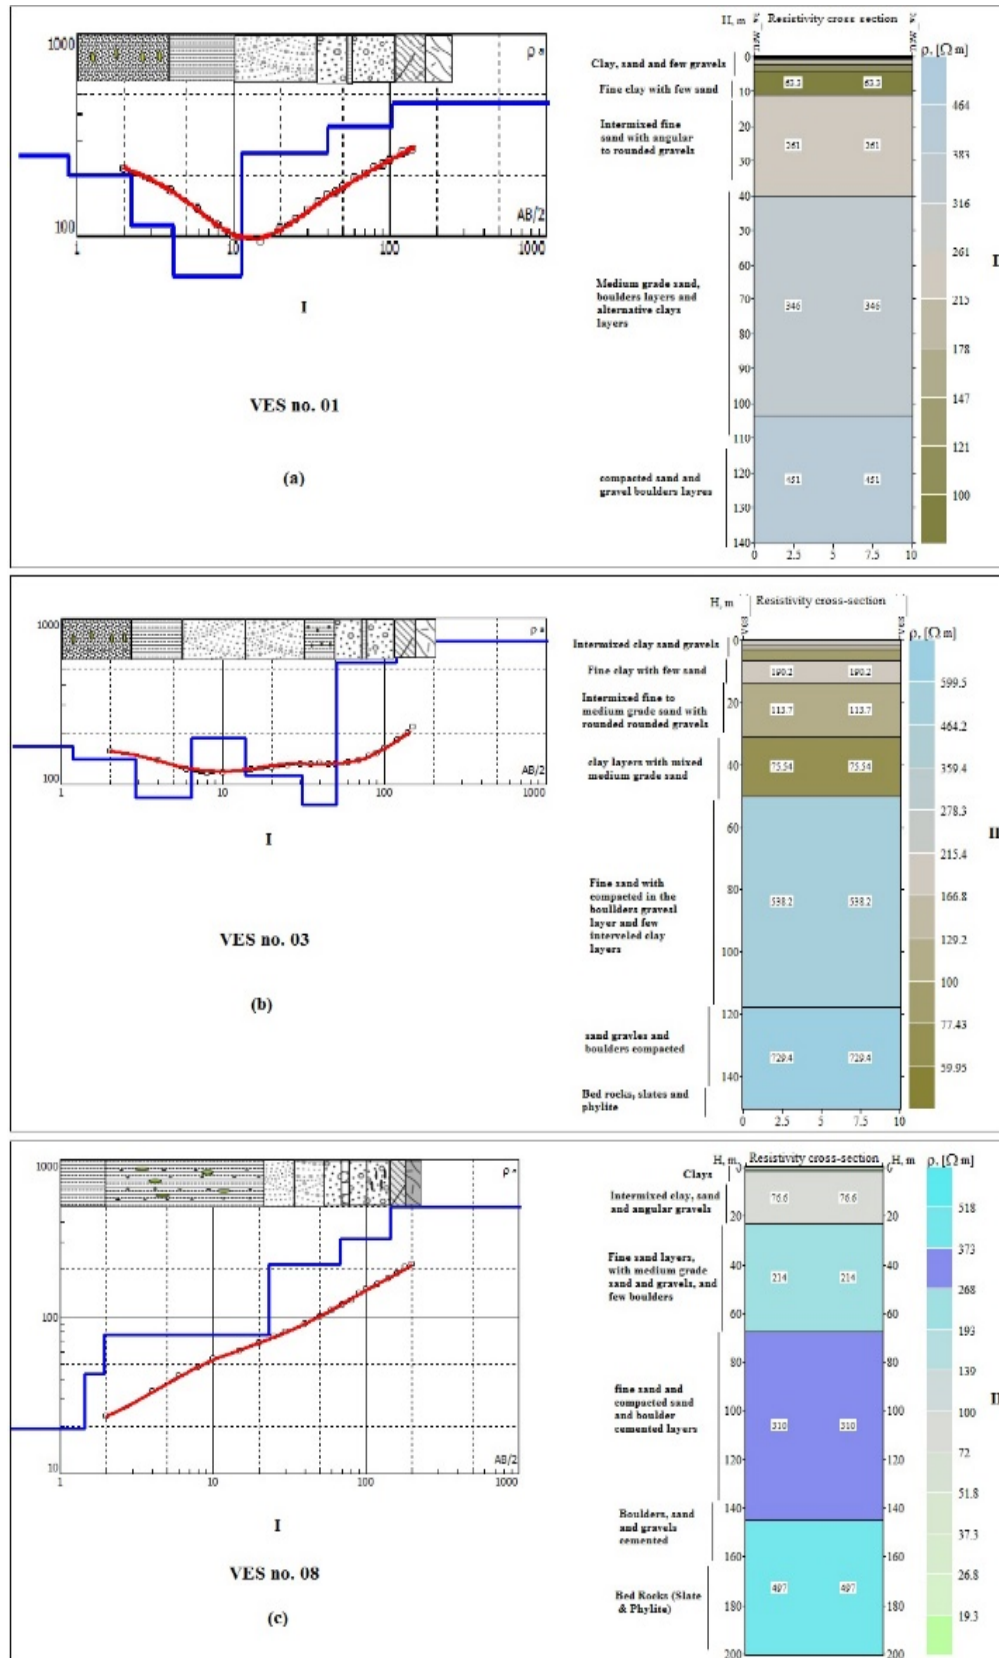 H, m Resistivity cross section
ρ, [Ω m]
1000
ρ a
100
AB/2
1 10 100 1000
I
VES no. 01
(a)
Clay, sand and few gravels
Fine clay with few sand
Intermixed fine
sand with angular
to rounded gravels
Medium grade sand,
boulders layers and
alternative clays
layers
compacted sand and
gravel boulders layres
0
10
20
30
40
50
60
70
80
90
100
110
120
130
140
63.3 63.3
261 261
346 346
451 451
0 2.5 5 7.5 10
464
383
316
261
215
178
147
121
100
H, m Resistivity cross-section
ρ, [Ω m]
1000
ρ a
100
AB/2
1 10 100 1000
I
VES no. 03
(b)
Intermixed clay sand gravels
Fine clay with few sand
Intermixed fine to
medium grade sand with
rounded rounded gravels
clay layers with mixed
medium grade sand
Fine sand with
compacted in the
boullders gravesl
layer and few
interveled clay
layers
sand gravles and
boulders compacted
Bed rocks, slates and
phylite
0
20
40
60
80
100
120
140
190.2 190.2
113.7 113.7
75.54 75.54
538.2 538.2
729.4 729.4
0 2.5 5 7.5 10
599.5
464.2
359.4
278.3
215.4
166.8
129.2
100
77.43
59.95
II
H, m Resistivity cross-section H, m ρ, [Ω m]
1000
100
10
AB/2
1 10 100 1000
I
VES no. 08
(c)
Clays
Intermixed clay, sand
and angular gravels
Fine sand layers,
with medium grade
sand and gravels, and
few boulders
fine sand and
compacted sand
and boulder
cemented layers
Boulders, sand
and gravels
cemented
Bed Rocks (Slate
& Phylite)
0
20 20
40 40
60 60
80 80
100 100
120 120
140 140
160 160
180 180
200 200
76.6 76.6
214 214
310 310
497 497
518
373
268
193
139
100
72
51.8
37.3
26.8
19.3